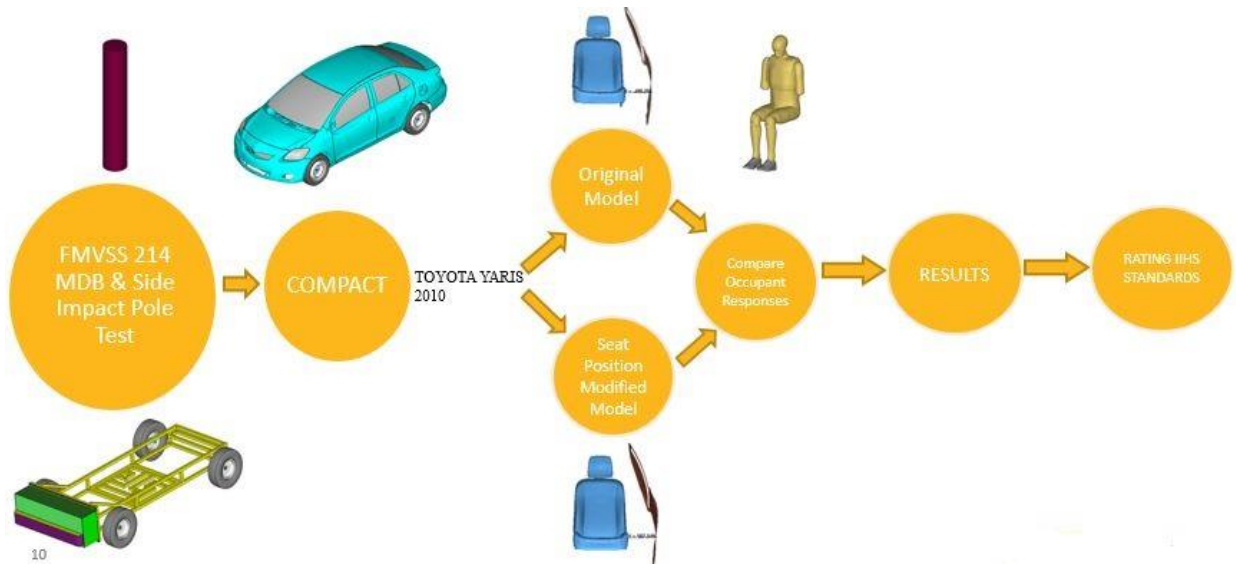 FMVSS 214
MDB & Side
Impact Pole
Test
COMPACT
TOYOTA YARIS
2010
Original
Model
Seat
Position
Modified
Model
Compare
Occupant
Responses
RESULTS
RATING IIHS
STANDARDS
10